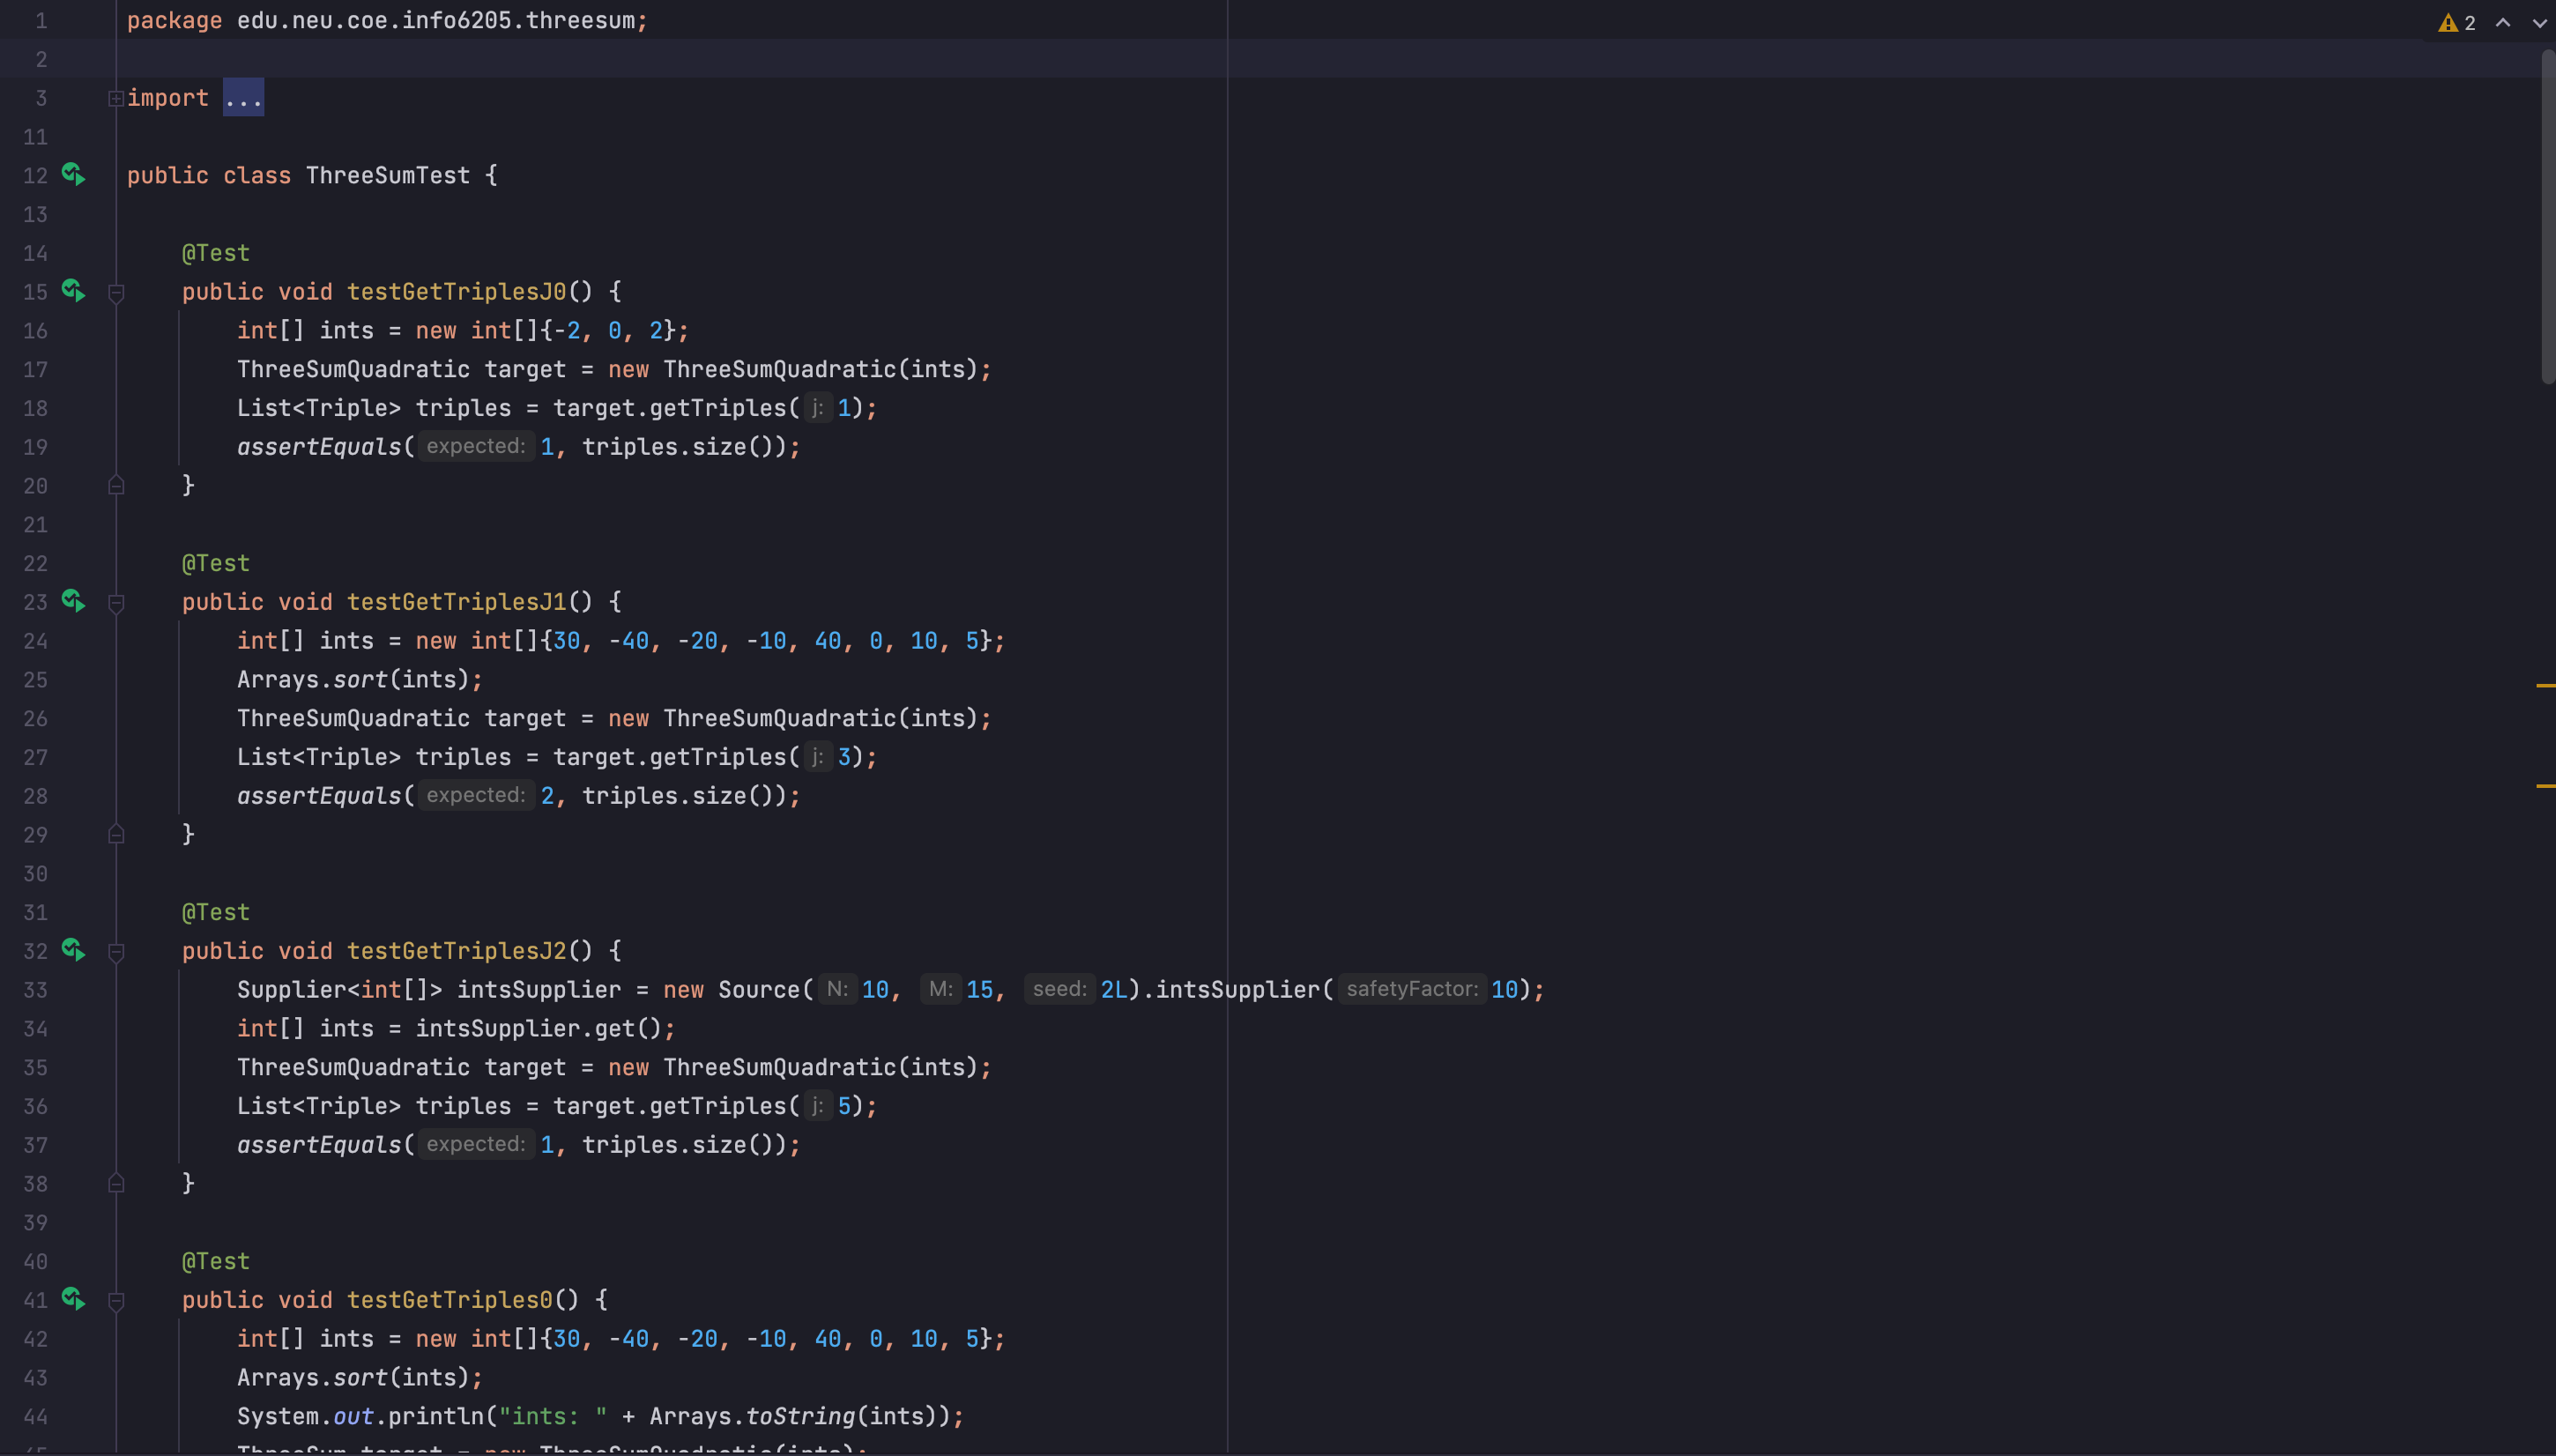 1 package edu.neu.coe.info6205.threesum; 2
2
3 import ...
11
12 public class ThreeSumTest {
13
14 @Test
15 public void testGetTriplesJ0() {
16 int[] ints = new int[]{-2, 0, 2};
17 ThreeSumQuadratic target = new ThreeSumQuadratic(ints);
18 List<Triple> triples = target.getTriples( j: 1);
19 assertEquals( expected: 1, triples.size());
20 }
21
22 @Test
23 public void testGetTriplesJ1() {
24 int[] ints = new int[]{30, -40, -20, -10, 40, 0, 10, 5};
25 Arrays.sort(ints);
26 ThreeSumQuadratic target = new ThreeSumQuadratic(ints);
27 List<Triple> triples = target.getTriples( j: 3);
28 assertEquals( expected: 2, triples.size());
29 }
30
31 @Test
32 public void testGetTriplesJ2() {
33 Supplier<int[]> intsSupplier = new Source( N: 10, M: 15, seed: 2L).intsSupplier( safetyFactor: 10);
34 int[] ints = intsSupplier.get();
35 ThreeSumQuadratic target = new ThreeSumQuadratic(ints);
36 List<Triple> triples = target.getTriples( j: 5);
37 assertEquals( expected: 1, triples.size());
38 }
39
40 @Test
41 public void testGetTriples0() {
42 int[] ints = new int[]{30, -40, -20, -10, 40, 0, 10, 5};
43 Arrays.sort(ints);
44 System.out.println("ints: " + Arrays.toString(ints));
45 ThreeSum target = new ThreeSumQuadratic(ints);